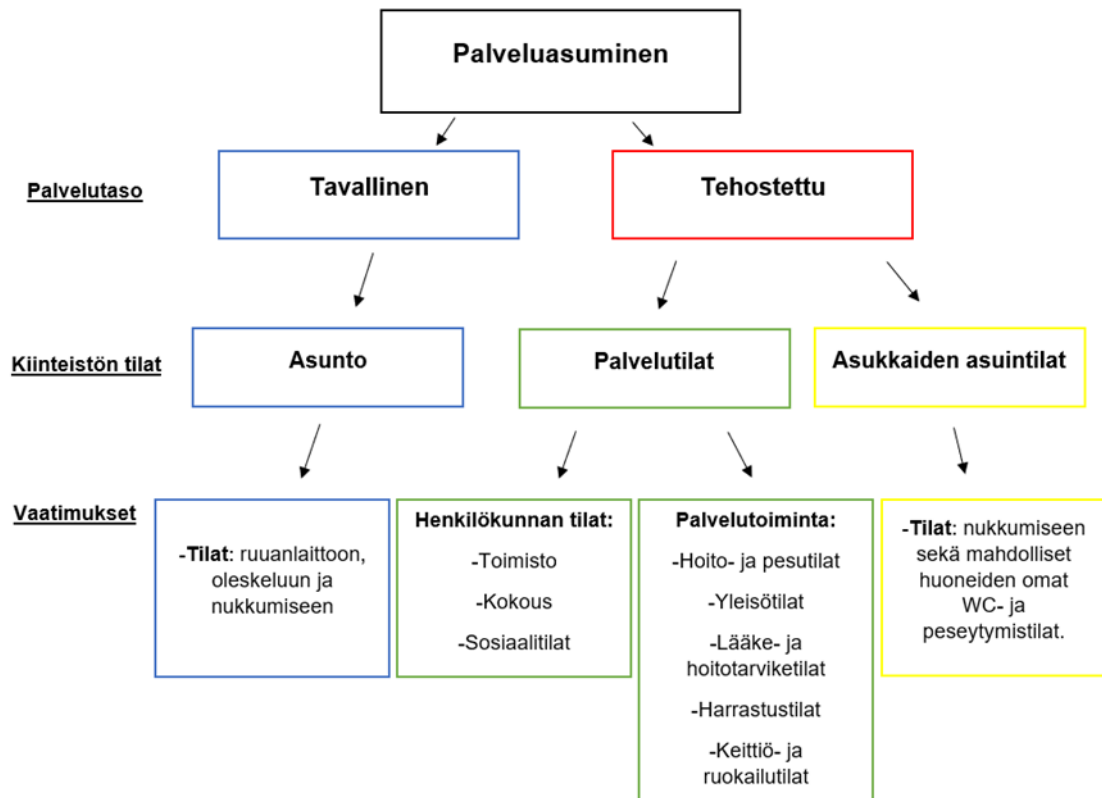 Palveluasuminen
Palvelutaso
Tavallinen
Tehostettu
Kiinteistön tilat
Asunto
Palvelutilat
Asukkaiden asuintilat
Vaatimukset
-Tilat: ruuanlaittoon,
oleskeluun ja
nukkumiseen
Henkilökunnan tilat:
-Toimisto
-Kokous
-Sosiaalitilat
Palvelutoiminta:
-Hoito- ja pesutilat
-Yleisötilat
-Lääke- ja
hoitotarviketilat
-Harrastustilat
-Keittiö- ja
ruokailutilat
-Tilat: nukkumiseen
sekä mahdolliset
huoneiden omat
WC- ja
peseytymistilat.